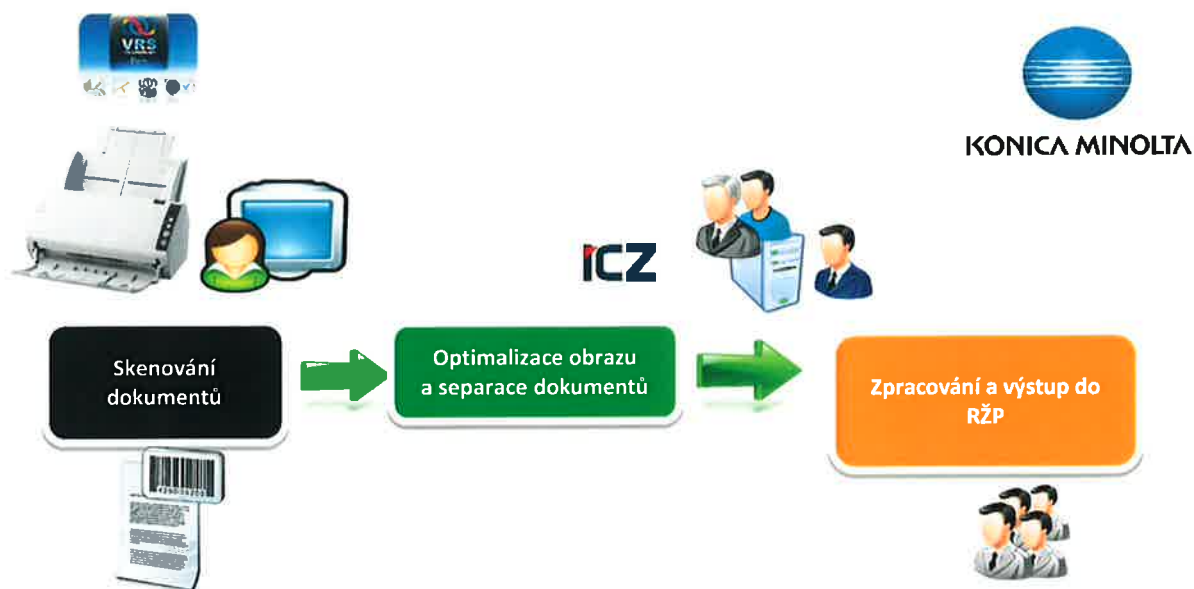 VRS
KONICA MINOLTA
ICZ
Skenování
dokumentů
Optimalizace obrazu
a separace dokumentů
Zpracování a výstup do
RŽP